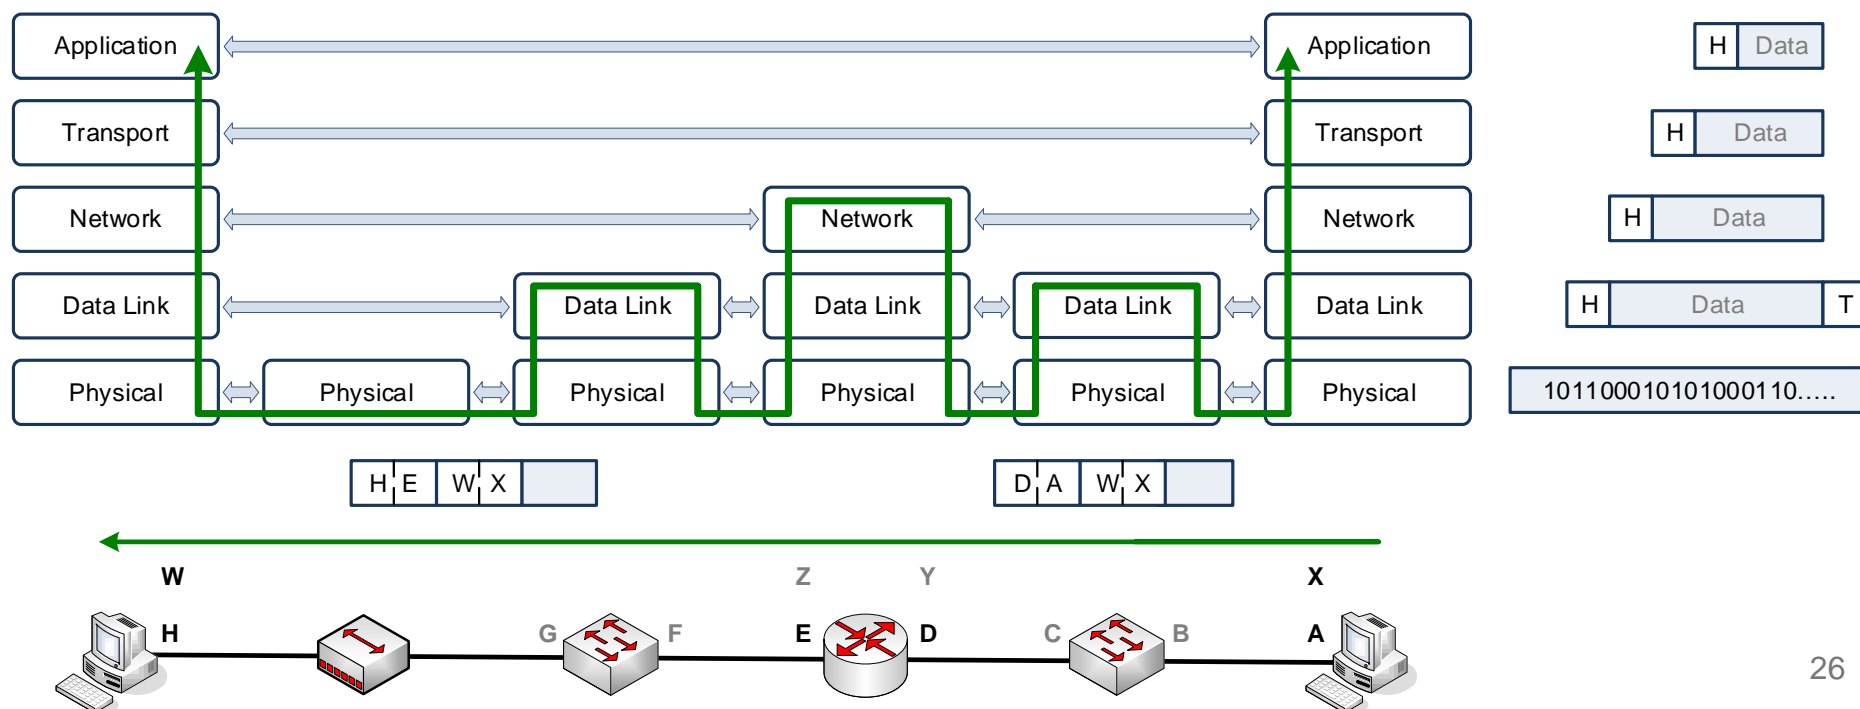 Application Application H Data
Transport Transport H Data
Network Network Network H Data
Data Link Data Link Data Link Data Link Data Link H Data T
Physical Physical Physical Physical Physical Physical 101100010101000110.....
H E W X D A W X
W Z Y X
H G F E D C B A
26